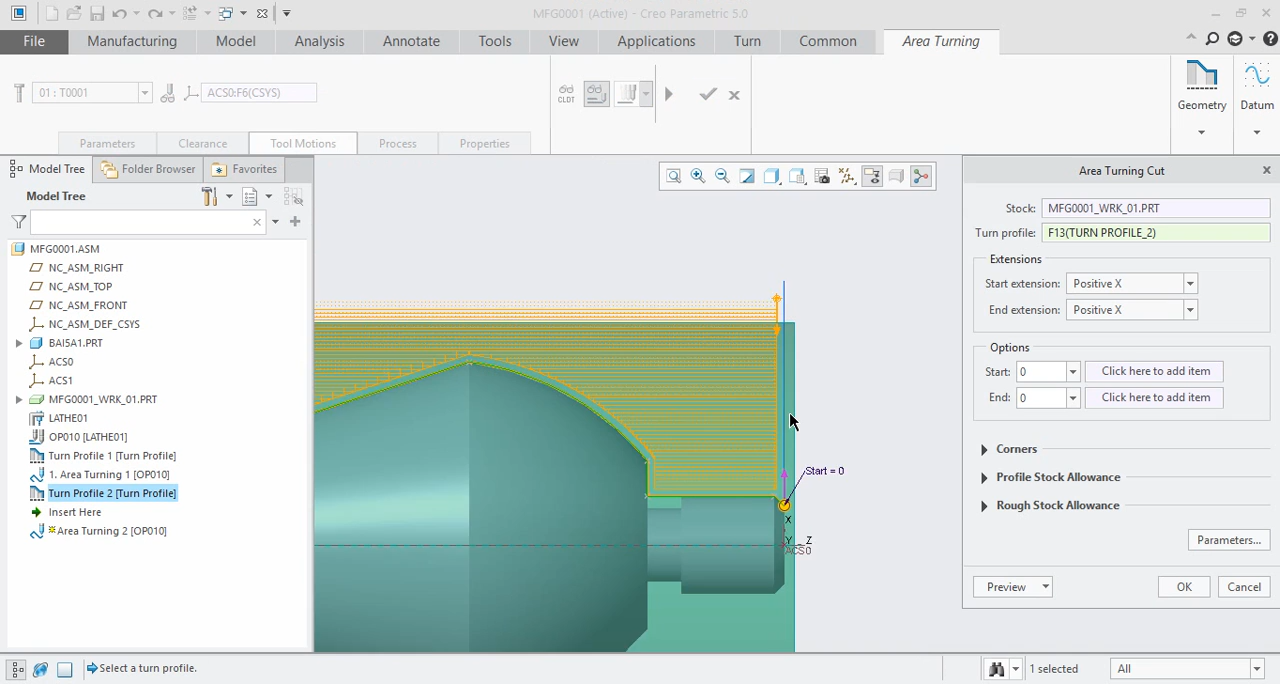 MFG0001 (Active) - Creo Parametric 5.0
File Manufacturing Model Analysis Annotate Tools View Applications Turn Common Area Turning
01 : T0001 ACS0:F6(CSYS)
CLDT
Geometry Datum
Parameters Clearance Tool Motions Process Properties
Model Tree Folder Browser Favorites
Model Tree
MFG0001.ASM
NC_ASM_RIGHT
NC_ASM_TOP
NC_ASM_FRONT
NC_ASM_DEF_CSYS
BAI5A1.PRT
ACS0
ACS1
MFG0001_WRK_01.PRT
LATHE01
OP010 [LATHE01]
Turn Profile 1 [Turn Profile]
1. Area Turning 1 [OP010]
Turn Profile 2 [Turn Profile]
Insert Here
Area Turning 2 [OP010]
Start = 0
X
Y Z
ACS0
Area Turning Cut
Stock: MFG0001_WRK_01.PRT
Turn profile: F13(TURN PROFILE_2)
Extensions
Start extension: Positive X
End extension: Positive X
Options
Start: 0 Click here to add item
End: 0 Click here to add item
Corners
Profile Stock Allowance
Rough Stock Allowance
Parameters...
Preview OK Cancel
Select a turn profile.
1 selected All